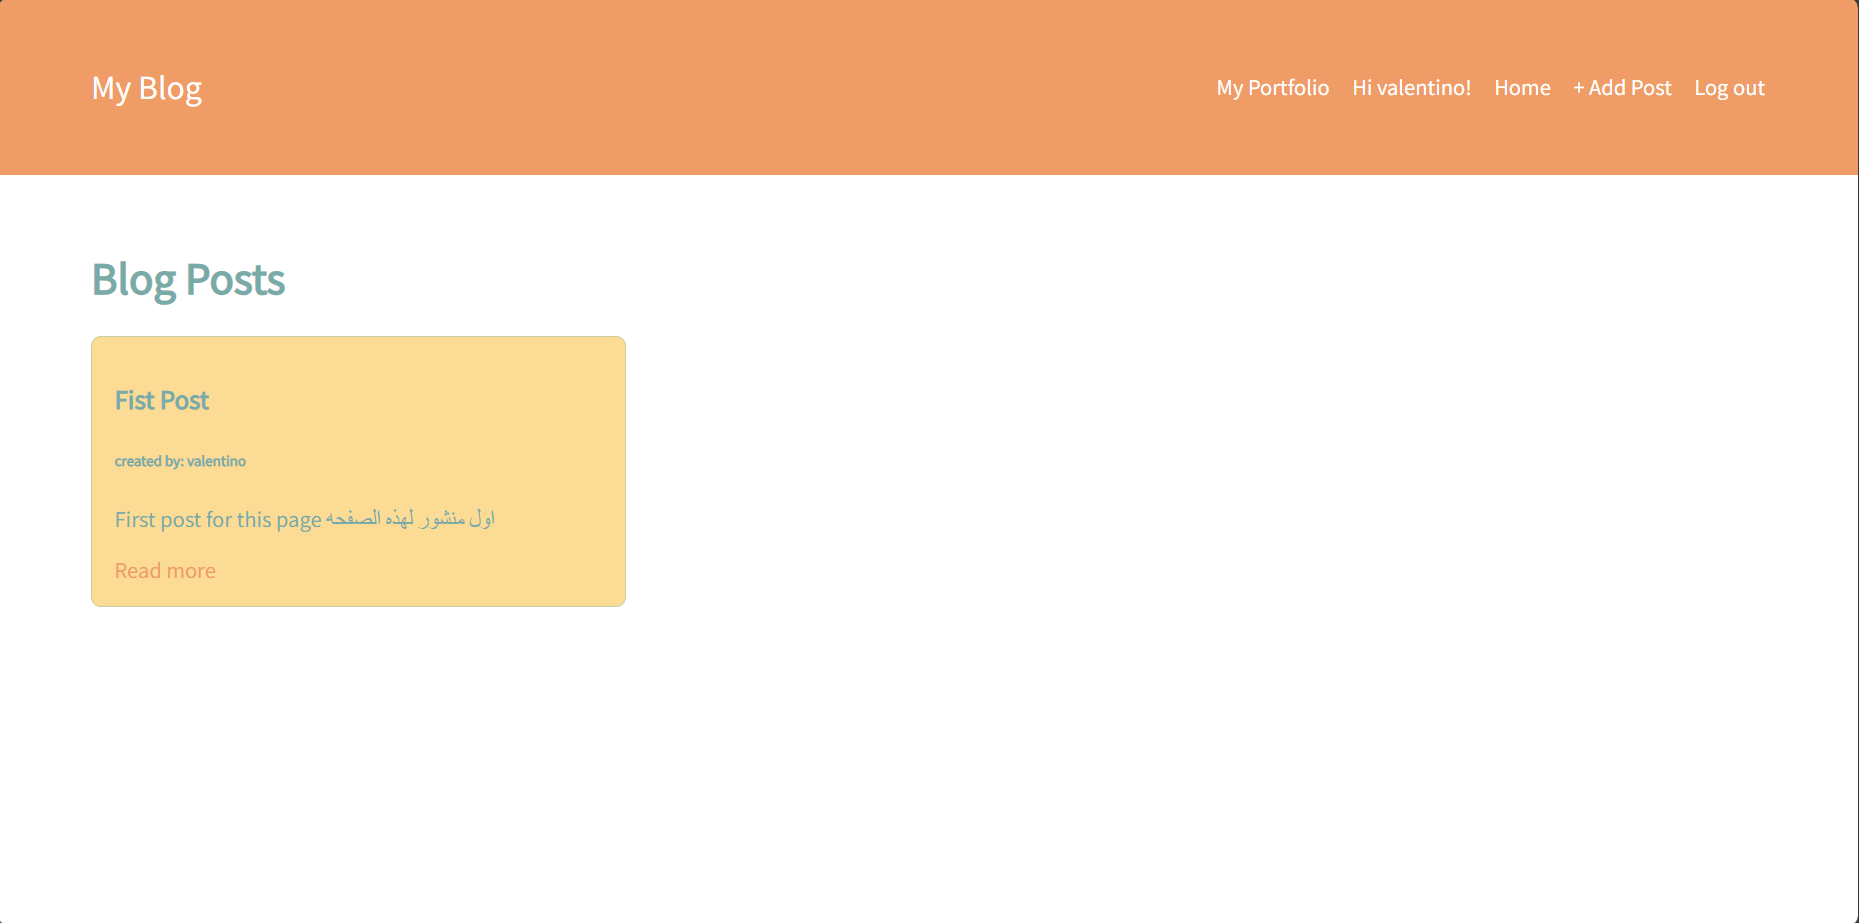 My Blog
My Portfolio Hi valentino! Home + Add Post Log out
Blog Posts
Fist Post
created by: valentino
First post for this page اول منشور لهذه الصفحه
Read more